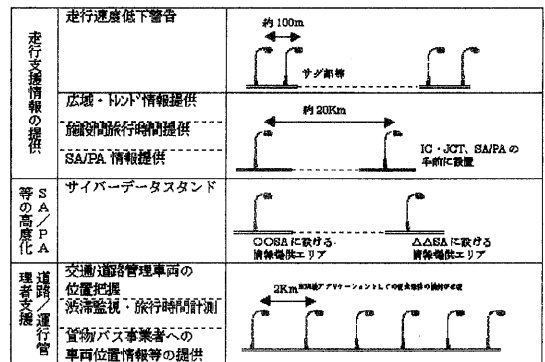 走行支援情報の提供
走行速度低下警告
約100m
サグ部等
広域・トレンド情報提供
施設間旅行時間提供
SA/PA 情報提供
約20Km
IC・JCT、SA/PAの
手前に設置
SA/PA
等の高度化
サイバーデータスタンド
○○SAに設ける
情報提供エリア
△△SAに設ける
情報提供エリア
道路/運行管
理者支援
交通/道路管理車両の
位置把握
渋滞監視・旅行時間計測
貨物/バス事業者への
車両位置情報等の提供
2Km